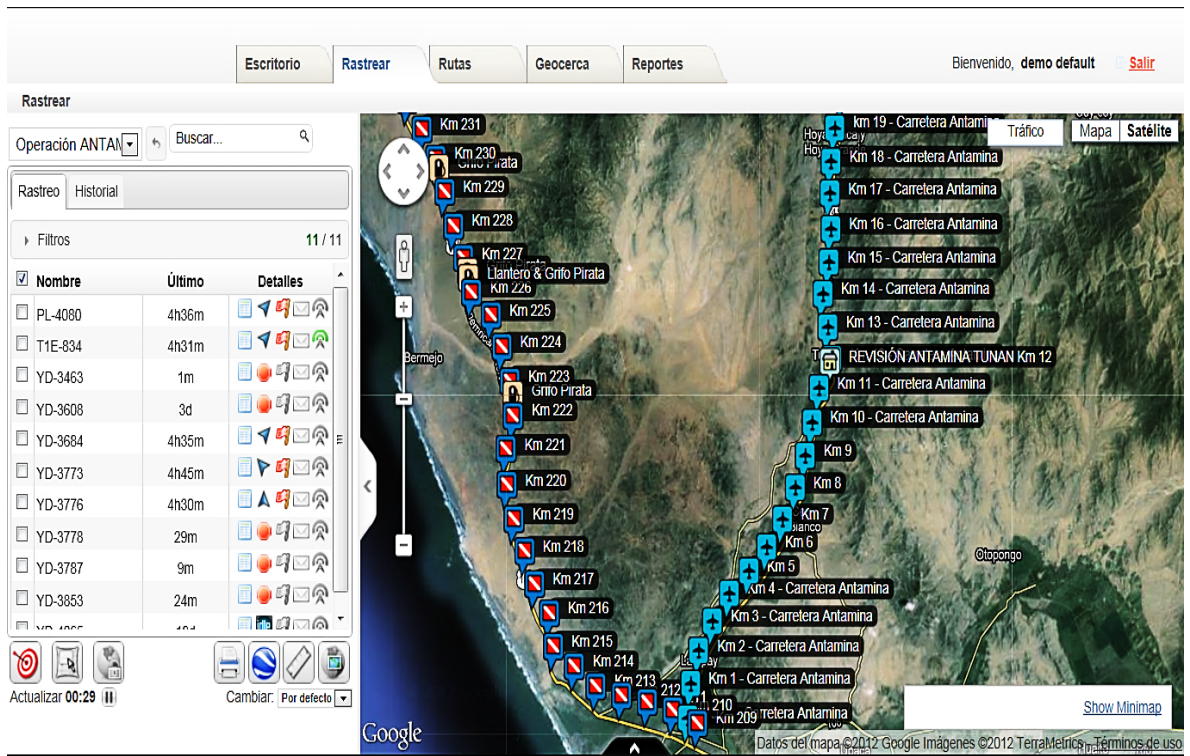 Escritorio
Rastrear
Rutas
Geocerca
Reportes
Bienvenido, demo default
Salir
Rastrear
Operación ANTAM
Buscar...
Rastreo
Historial
Filtros
11 / 11
Nombre Último Detalles
PL-4080 4h36m
T1E-834 4h31m
YD-3463 1m
YD-3608 3d
YD-3684 4h35m
YD-3773 4h45m
YD-3776 4h30m
YD-3778 29m
YD-3787 9m
YD-3853 24m
Actualizar 00:29
Cambiar: Por defecto
Tráfico
Mapa
Satélite
Km 231
Km 230
Grifo Pirata
Km 229
Km 228
Km 227
Llantero & Grifo Pirata
Km 226
Km 225
Km 224
Bermejo
Km 223
Grifo Pirata
Km 222
Km 221
Km 220
Km 219
Km 218
Km 217
Km 216
Km 215
Km 214
Km 213
212
Km 210
Km 209
km 19 - Carretera Antamina
Km 18 - Carretera Antamina
Km 17 - Carretera Antamina
Km 16 - Carretera Antamina
Km 15 - Carretera Antamina
Km 14 - Carretera Antamina
Km 13 - Carretera Antamina
REVISIÓN ANTAMINA TUNAN Km 12
Km 11 - Carretera Antamina
Km 10 - Carretera Antamina
Km 9
Km 8
Km 7
Km 6
Km 5
Km 4 - Carretera Antamina
Km 3 - Carretera Antamina
Km 2 - Carretera Antamina
Km 1 - Carretera Antamina
Carretera Antamina
Otopongo
Show Minimap
Google
Datos del mapa ©2012 Google Imágenes ©2012 TerraMetrics - Términos de uso